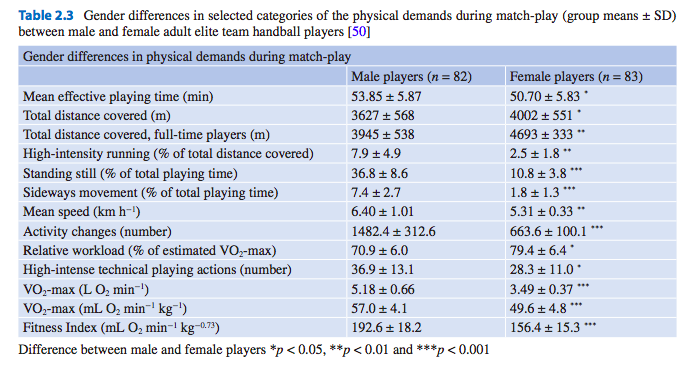 Table 2.3 Gender differences in selected categories of the physical demands during match-play (group means ± SD)
between male and female adult elite team handball players [50]
Gender differences in physical demands during match-play
Male players (n = 82) Female players (n = 83)
Mean effective playing time (min) 53.85 ± 5.87 50.70 ± 5.83 *
Total distance covered (m) 3627 ± 568 4002 ± 551 *
Total distance covered, full-time players (m) 3945 ± 538 4693 ± 333 **
High-intensity running (% of total distance covered) 7.9 ± 4.9 2.5 ± 1.8 **
Standing still (% of total playing time) 36.8 ± 8.6 10.8 ± 3.8 ***
Sideways movement (% of total playing time) 7.4 ± 2.7 1.8 ± 1.3 ***
Mean speed (km h⁻¹) 6.40 ± 1.01 5.31 ± 0.33 **
Activity changes (number) 1482.4 ± 312.6 663.6 ± 100.1 ***
Relative workload (% of estimated VO₂-max) 70.9 ± 6.0 79.4 ± 6.4 *
High-intense technical playing actions (number) 36.9 ± 13.1 28.3 ± 11.0 *
VO₂-max (L O₂ min⁻¹) 5.18 ± 0.66 3.49 ± 0.37 ***
VO₂-max (mL O₂ min⁻¹ kg⁻¹) 57.0 ± 4.1 49.6 ± 4.8 ***
Fitness Index (mL O₂ min⁻¹ kg⁻⁰·⁷³) 192.6 ± 18.2 156.4 ± 15.3 ***
Difference between male and female players *p < 0.05, **p < 0.01 and ***p < 0.001